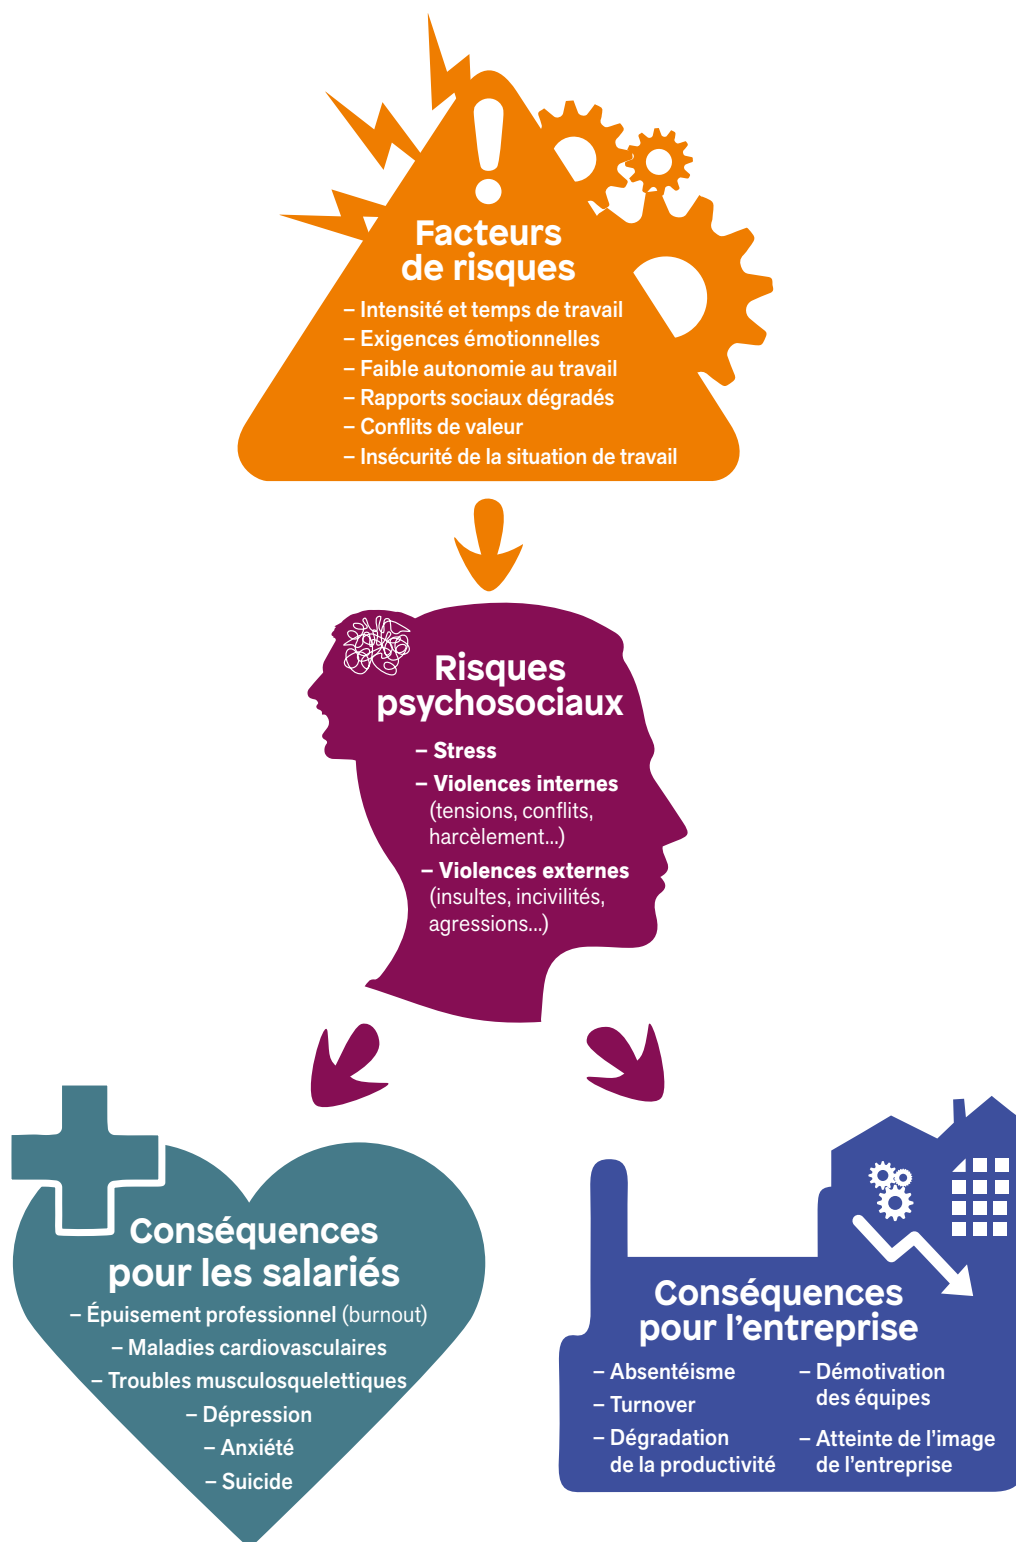 Facteurs
de risques
– Intensité et temps de travail
– Exigences émotionnelles
– Faible autonomie au travail
– Rapports sociaux dégradés
– Conflits de valeur
– Insécurité de la situation de travail
Risques
psychosociaux
– Stress
– Violences internes
(tensions, conflits,
harcèlement...)
– Violences externes
(insultes, incivilités,
agressions...)
Conséquences
pour les salariés
– Épuisement professionnel (burnout)
– Maladies cardiovasculaires
– Troubles musculosquelettiques
– Dépression
– Anxiété
– Suicide
Conséquences
pour l'entreprise
– Absentéisme
– Turnover
– Dégradation
de la productivité
– Démotivation
des équipes
– Atteinte de l'image
de l'entreprise